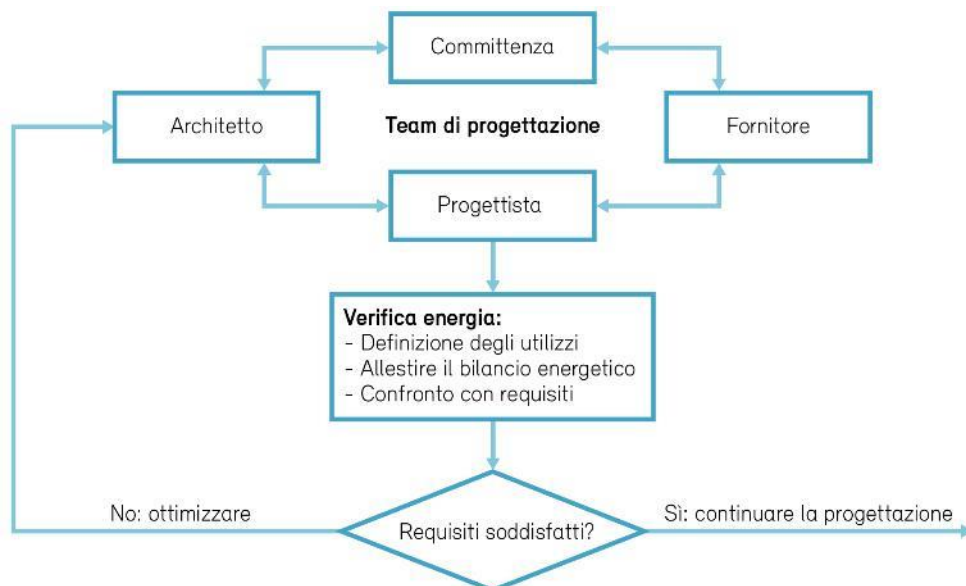 Committenza
Architetto
Team di progettazione
Fornitore
Progettista
Verifica energia:
- Definizione degli utilizzi
- Allestire il bilancio energetico
- Confronto con requisiti
No: ottimizzare
Requisiti soddisfatti?
Sì: continuare la progettazione